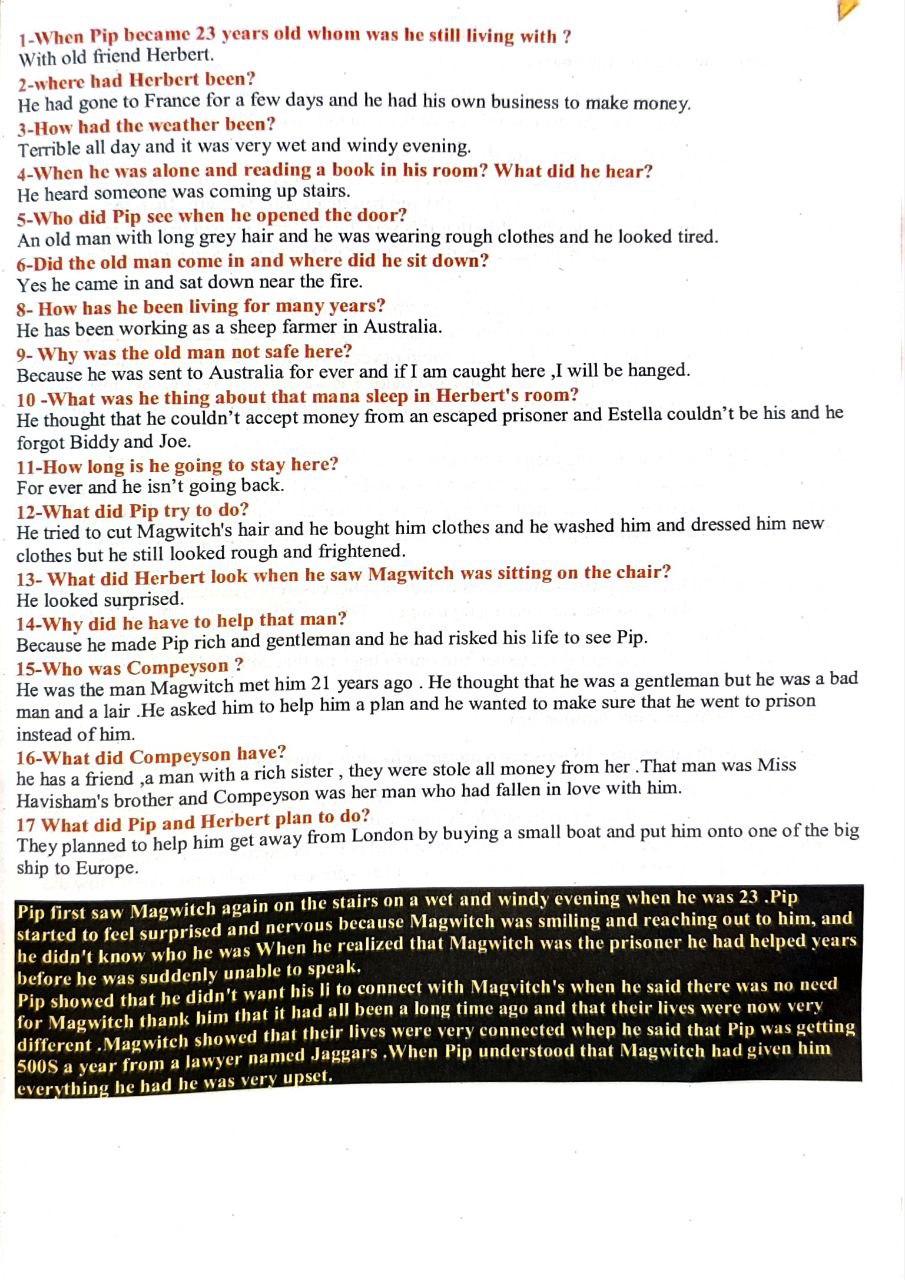 1-When Pip became 23 years old whom was he still living with ?
With old friend Herbert.
2-where had Herbert been?
He had gone to France for a few days and he had his own business to make money.
3-How had the weather been?
Terrible all day and it was very wet and windy evening.
4-When he was alone and reading a book in his room? What did he hear?
He heard someone was coming up stairs.
5-Who did Pip see when he opened the door?
An old man with long grey hair and he was wearing rough clothes and he looked tired.
6-Did the old man come in and where did he sit down?
Yes he came in and sat down near the fire.
8- How has he been living for many years?
He has been working as a sheep farmer in Australia.
9- Why was the old man not safe here?
Because he was sent to Australia for ever and if I am caught here ,I will be hanged.
10 -What was he thing about that mana sleep in Herbert's room?
He thought that he couldn't accept money from an escaped prisoner and Estella couldn't be his and he
forgot Biddy and Joe.
11-How long is he going to stay here?
For ever and he isn't going back.
12-What did Pip try to do?
He tried to cut Magwitch's hair and he bought him clothes and he washed him and dressed him new
clothes but he still looked rough and frightened.
13- What did Herbert look when he saw Magwitch was sitting on the chair?
He looked surprised.
14-Why did he have to help that man?
Because he made Pip rich and gentleman and he had risked his life to see Pip.
15-Who was Compeyson ?
He was the man Magwitch met him 21 years ago . He thought that he was a gentleman but he was a bad
man and a lair .He asked him to help him a plan and he wanted to make sure that he went to prison
instead of him.
16-What did Compeyson have?
he has a friend ,a man with a rich sister , they were stole all money from her .That man was Miss
Havisham's brother and Compeyson was her man who had fallen in love with him.
17 What did Pip and Herbert plan to do?
They planned to help him get away from London by buying a small boat and put him onto one of the big
ship to Europe.
Pip first saw Magwitch again on the stairs on a wet and windy evening when he was 23 .Pip
started to feel surprised and nervous because Magwitch was smiling and reaching out to him, and
he didn't know who he was When he realized that Magwitch was the prisoner he had helped years
before he was suddenly unable to speak.
Pip showed that he didn't want his li to connect with Magvitch's when he said there was no need
for Magwitch thank him that it had all been a long time ago and that their lives were now very
different .Magwitch showed that their lives were very connected whep he said that Pip was getting
500S a year from a lawyer named Jaggars .When Pip understood that Magwitch had given him
everything he had he was very upset.